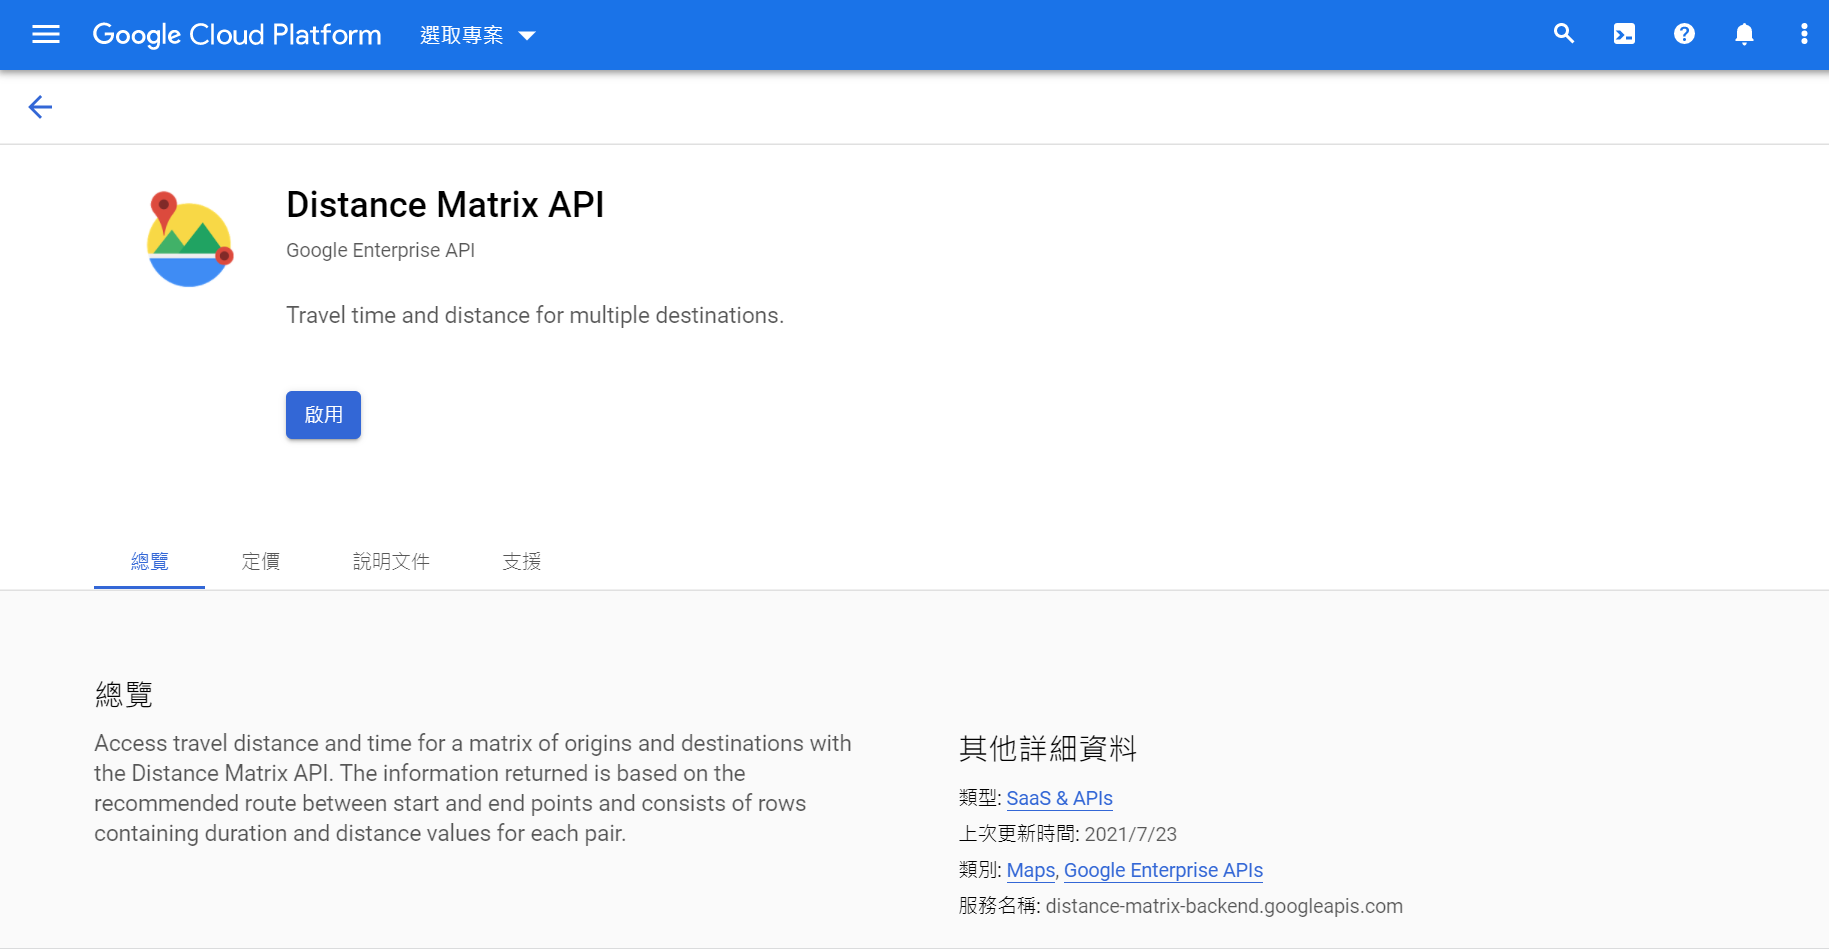 Google Cloud Platform 選取專案
Distance Matrix API
Google Enterprise API
Travel time and distance for multiple destinations.
啟用
總覽 定價 說明文件 支援
總覽
Access travel distance and time for a matrix of origins and destinations with
the Distance Matrix API. The information returned is based on the
recommended route between start and end points and consists of rows
containing duration and distance values for each pair.
其他詳細資料
類型: SaaS & APIs
上次更新時間: 2021/7/23
類別: Maps, Google Enterprise APIs
服務名稱: distance-matrix-backend.googleapis.com